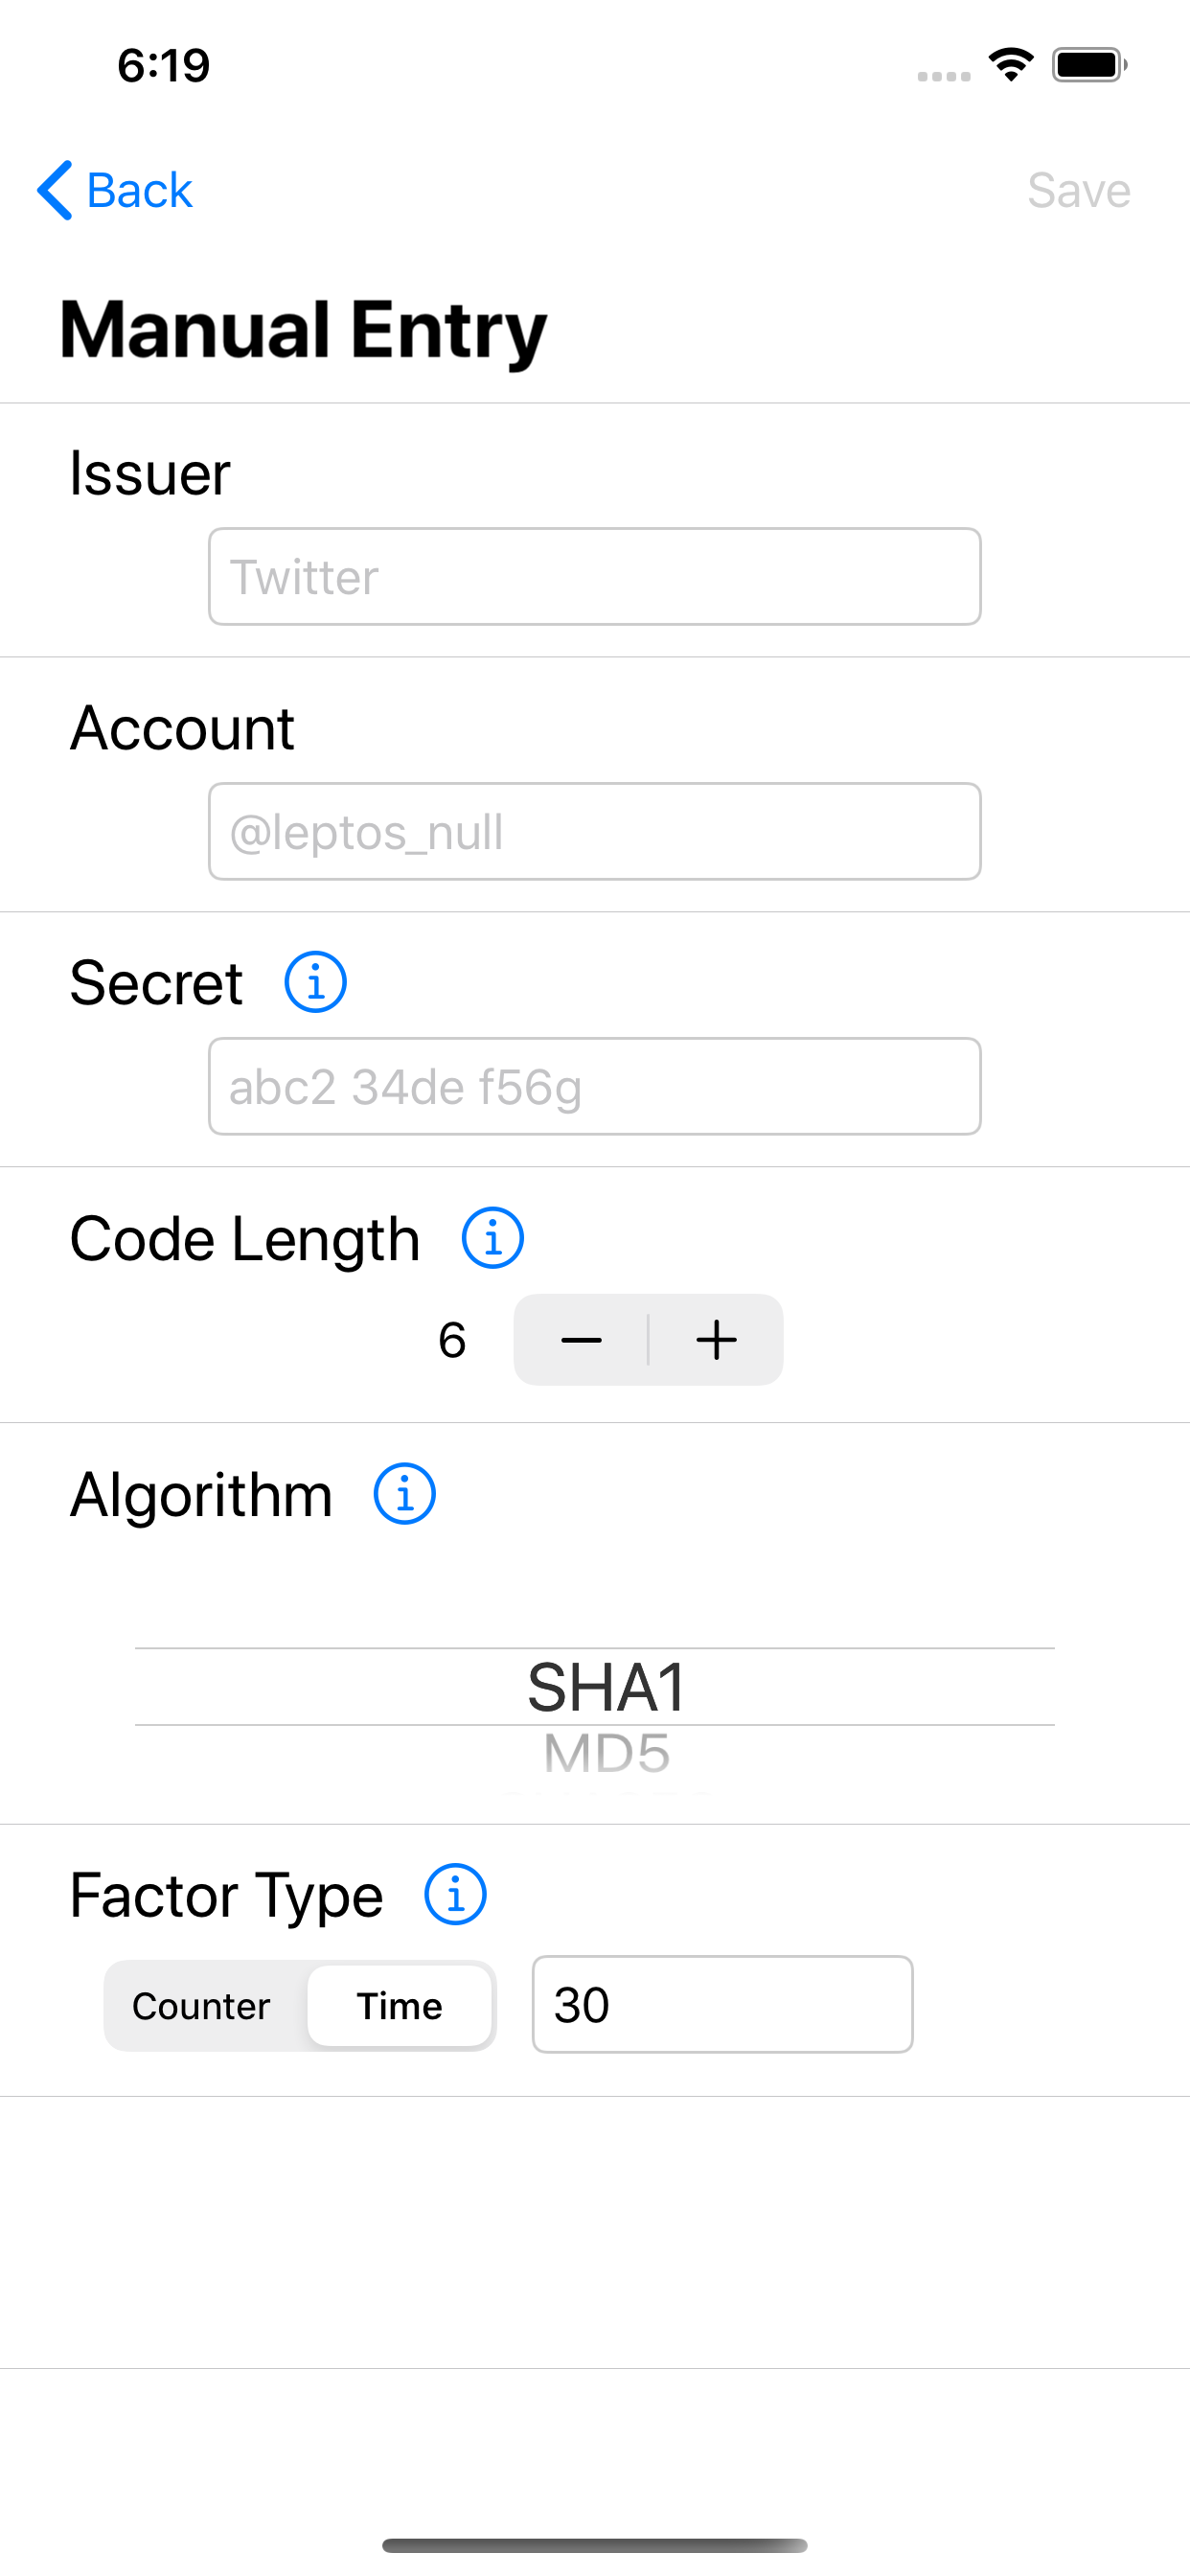 6:19
Back Save
Manual Entry
Issuer
Twitter
Account
@leptos_null
Secret
abc2 34de f56g
Code Length
6 − +
Algorithm
SHA1
MD5
Factor Type
Counter Time 30